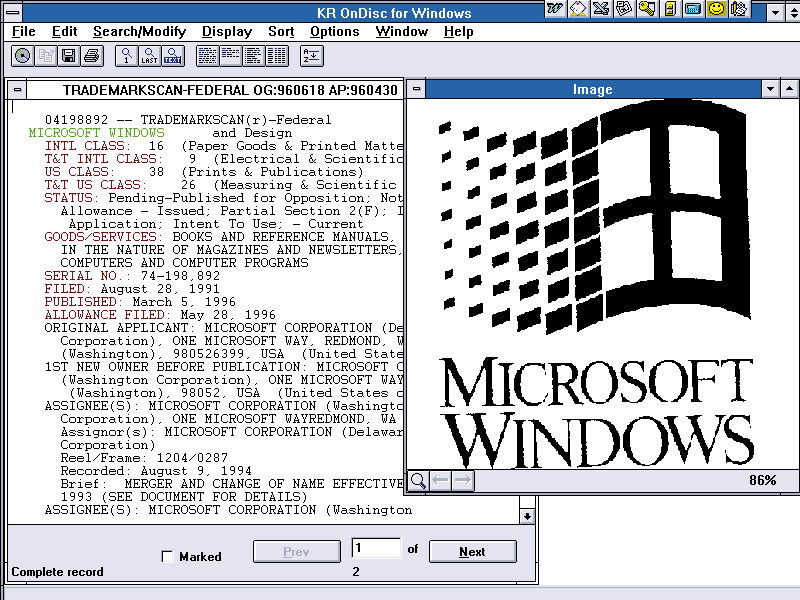 KR OnDisc for Windows
File Edit Search/Modify Display Sort Options Window Help
1 LAST TEXT A Z
TRADEMARKSCAN-FEDERAL OG:960618 AP:960430
04198892 -- TRADEMARKSCAN(r)-Federal
MICROSOFT WINDOWS and Design
INTL CLASS: 16 (Paper Goods & Printed Matte
T&T INTL CLASS: 9 (Electrical & Scientific
US CLASS: 38 (Prints & Publications)
T&T US CLASS: 26 (Measuring & Scientific
STATUS: Pending-Published for Opposition; Not
Allowance - Issued; Partial Section 2(F); I
Application; Intent To Use; - Current
GOODS/SERVICES: BOOKS AND REFERENCE MANUALS,
IN THE NATURE OF MAGAZINES AND NEWSLETTERS,
COMPUTERS AND COMPUTER PROGRAMS
SERIAL NO.: 74-198,892
FILED: August 28, 1991
PUBLISHED: March 5, 1996
ALLOWANCE FILED: May 28, 1996
ORIGINAL APPLICANT: MICROSOFT CORPORATION (De
Corporation), ONE MICROSOFT WAY, REDMOND, W
(Washington), 980526399, USA (United State
1ST NEW OWNER BEFORE PUBLICATION: MICROSOFT C
(Washington Corporation), ONE MICROSOFT WAY
(Washington), 98052, USA (United States o
ASSIGNEE(S): MICROSOFT CORPORATION (Washingto
Corporation), ONE MICROSOFT WAYREDMOND, WA
Assignor(s): MICROSOFT CORPORATION (Delawar
Corporation)
Reel/Frame: 1204/0287
Recorded: August 9, 1994
Brief: MERGER AND CHANGE OF NAME EFFECTIVE
1993 (SEE DOCUMENT FOR DETAILS)
ASSIGNEE(S): MICROSOFT CORPORATION (Washington
Image
MICROSOFT
WINDOWS
86%
Marked Prev 1 of Next
Complete record 2